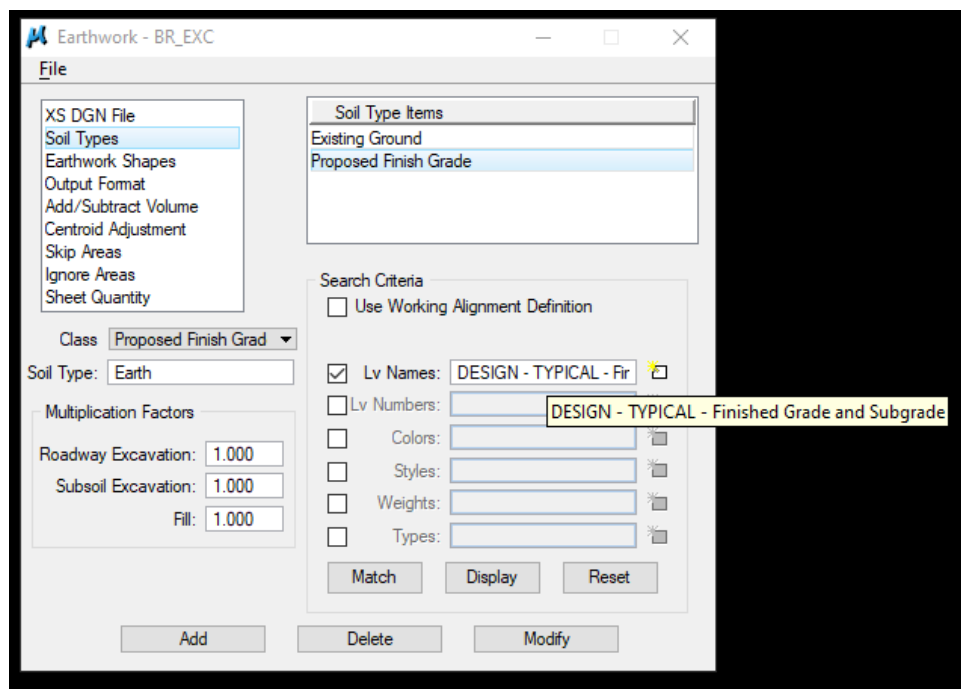 Earthwork - BR_EXC
File
XS DGN File
Soil Types
Earthwork Shapes
Output Format
Add/Subtract Volume
Centroid Adjustment
Skip Areas
Ignore Areas
Sheet Quantity
Soil Type Items
Existing Ground
Proposed Finish Grade
Class Proposed Finish Grad
Soil Type: Earth
Multiplication Factors
Roadway Excavation: 1.000
Subsoil Excavation: 1.000
Fill: 1.000
Search Criteria
Use Working Alignment Definition
Lv Names: DESIGN - TYPICAL - Fir
Lv Numbers:
DESIGN - TYPICAL - Finished Grade and Subgrade
Colors:
Styles:
Weights:
Types:
Match Display Reset
Add Delete Modify